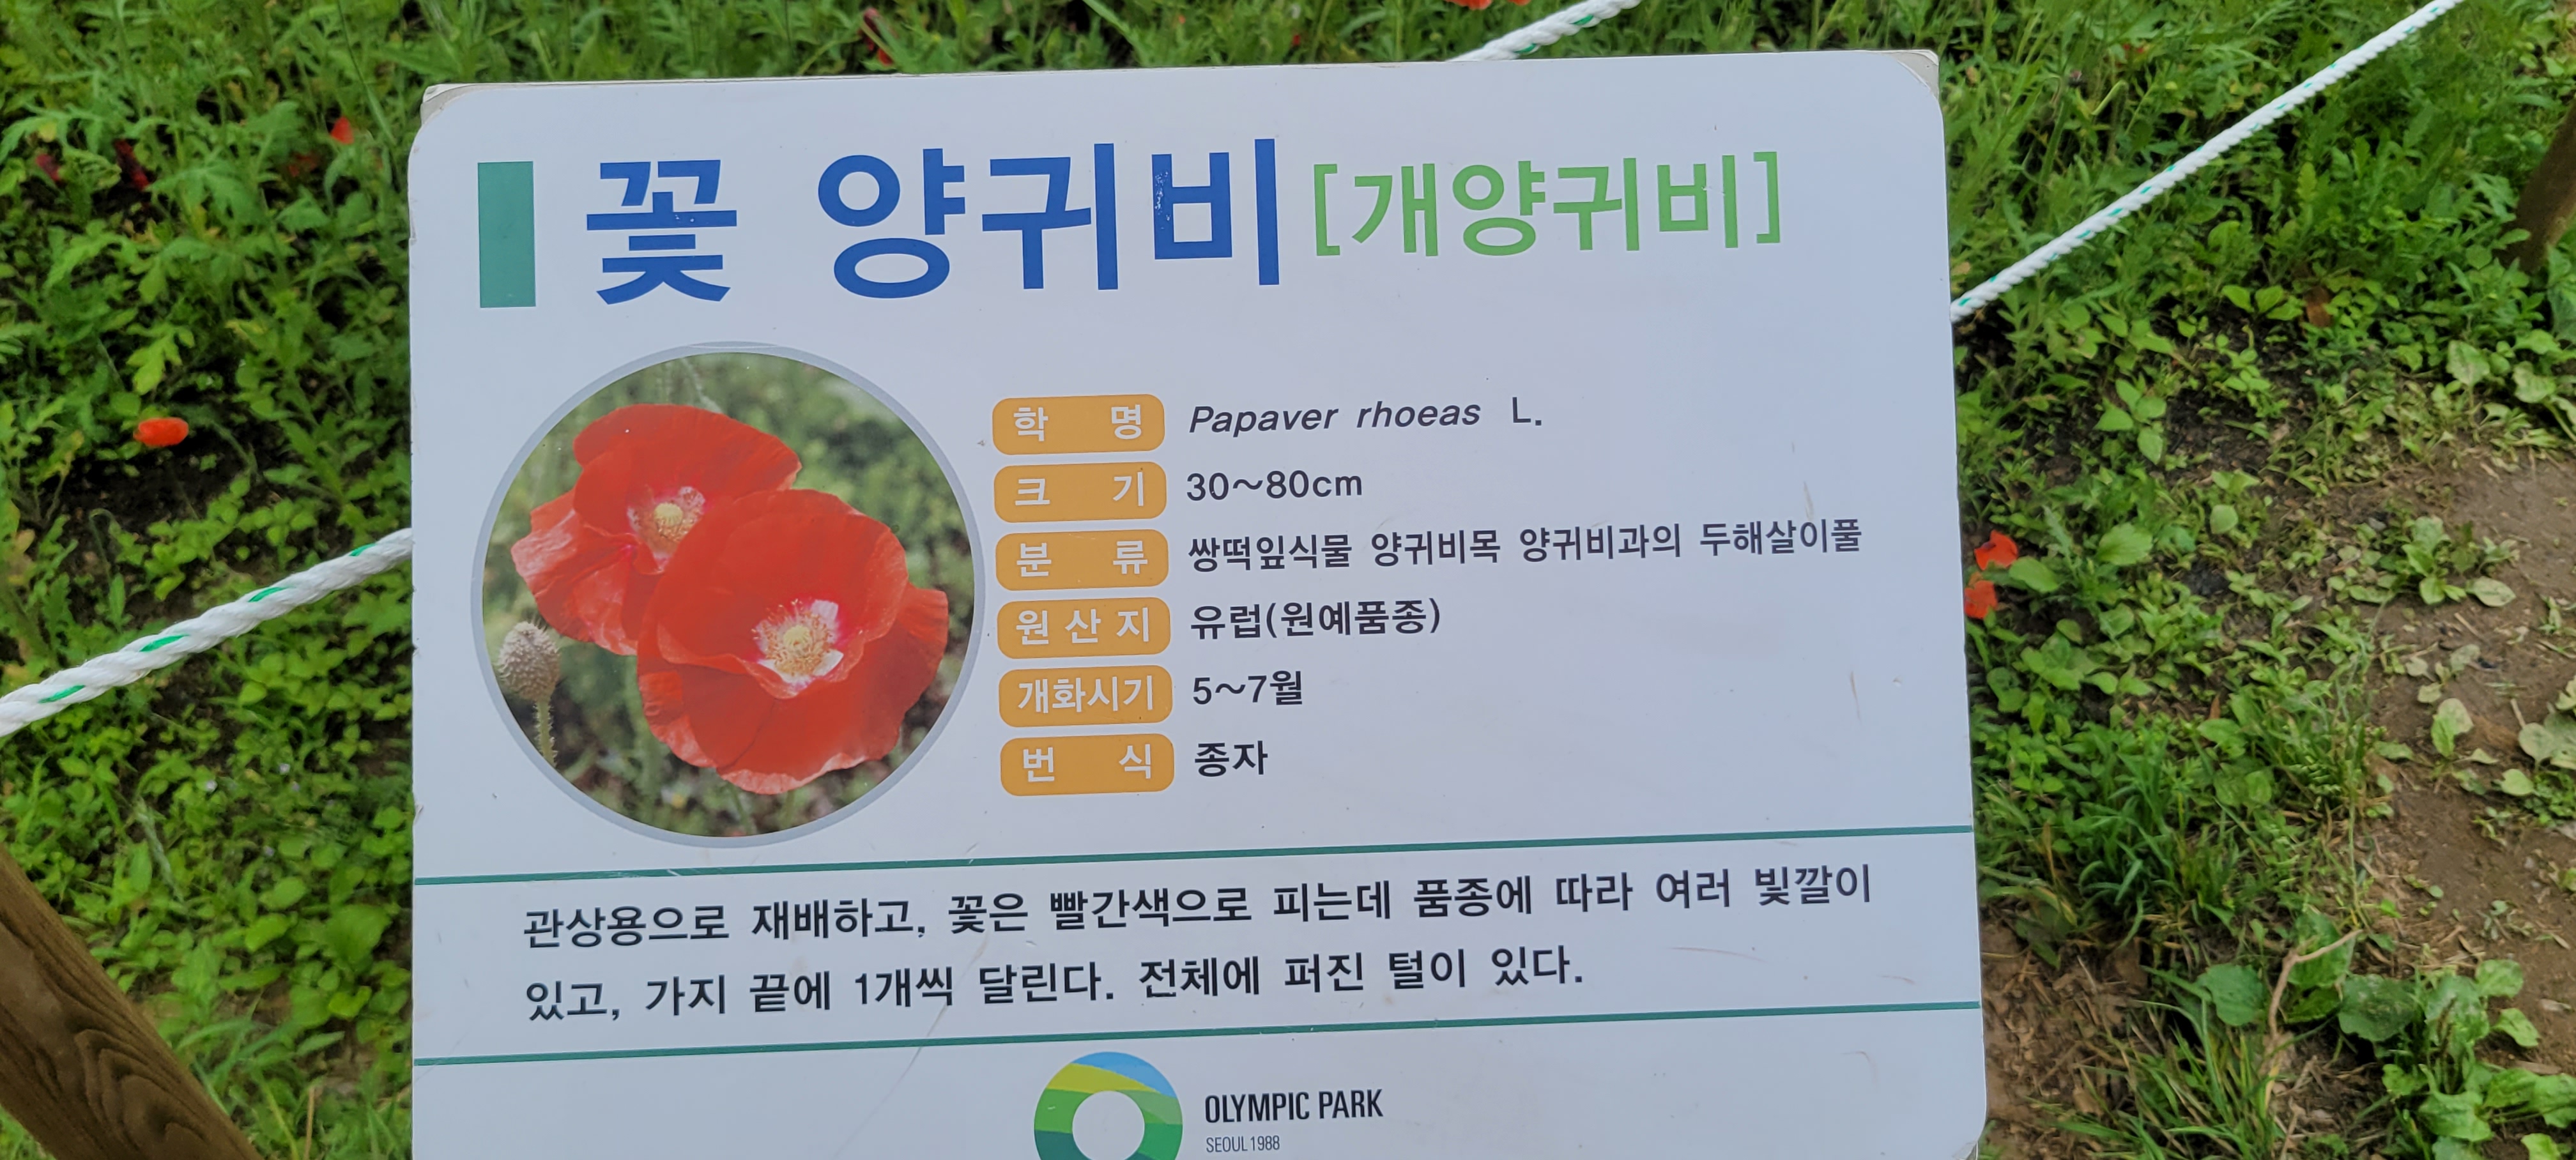 꽃 양귀비 [개양귀비]
학 명 Papaver rhoeas L.
크 기 30~80cm
분 류 쌍떡잎식물 양귀비목 양귀비과의 두해살이풀
원 산 지 유럽(원예품종)
개화시기 5~7월
번 식 종자
관상용으로 재배하고, 꽃은 빨간색으로 피는데 품종에 따라 여러 빛깔이
있고, 가지 끝에 1개씩 달린다. 전체에 퍼진 털이 있다.
OLYMPIC PARK
SEOUL 1988